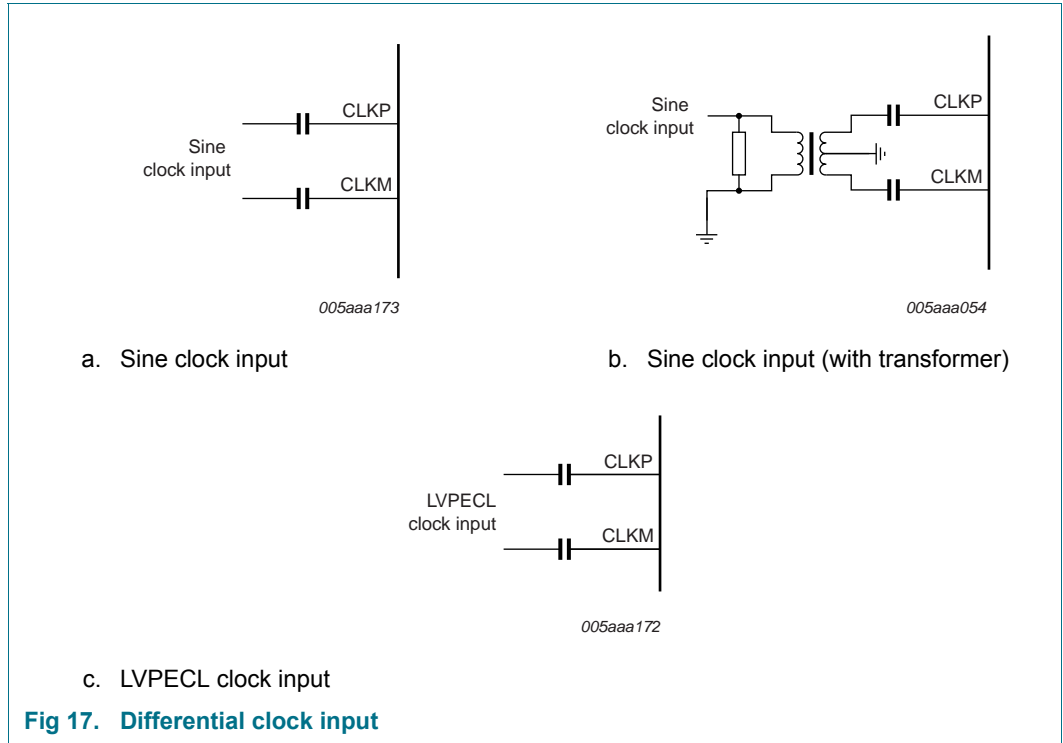 CLKP
Sine
clock input
CLKM
005aaa173
a. Sine clock input
Sine
clock input
CLKP
CLKM
005aaa054
b. Sine clock input (with transformer)
CLKP
LVPECL
clock input
CLKM
005aaa172
c. LVPECL clock input
Fig 17. Differential clock input